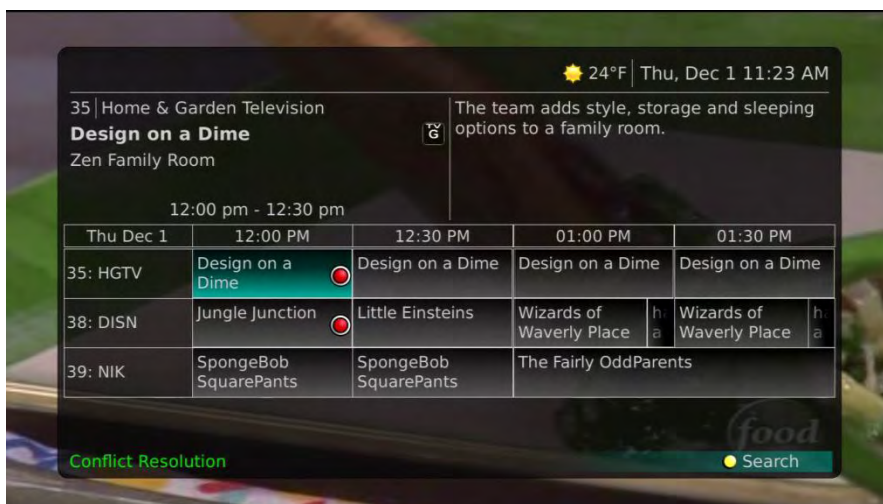 24°F Thu, Dec 1 11:23 AM
35 Home & Garden Television
Design on a Dime
Zen Family Room
12:00 pm - 12:30 pm
TV
G
The team adds style, storage and sleeping
options to a family room.
Thu Dec 1 12:00 PM 12:30 PM 01:00 PM 01:30 PM
35: HGTV
Design on a
Dime
Design on a Dime
Design on a Dime
Design on a Dime
38: DISN
Jungle Junction
Little Einsteins
Wizards of
Waverly Place
Wizards of
Waverly Place
39: NIK
SpongeBob
SquarePants
SpongeBob
SquarePants
The Fairly OddParents
food
Conflict Resolution
Search